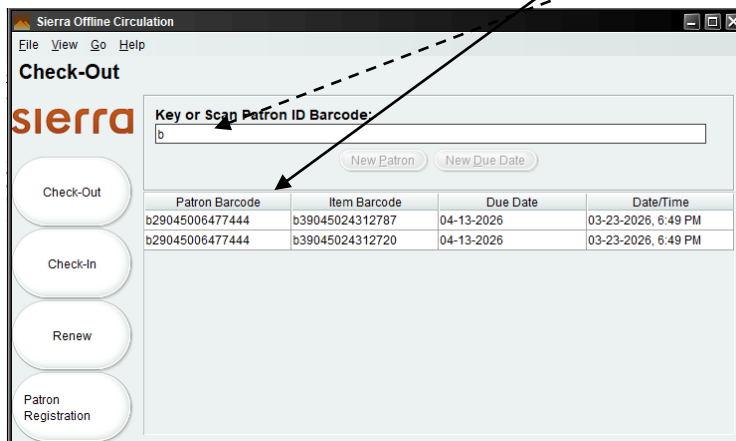 Sierra Offline Circulation
File View Go Help
Check-Out
sierra
Key or Scan Patron ID Barcode:
b
New Patron New Due Date
Check-Out
Check-In
Renew
Patron
Registration
Patron Barcode Item Barcode Due Date Date/Time
b29045006477444 b39045024312787 04-13-2026 03-23-2026, 6:49 PM
b29045006477444 b39045024312720 04-13-2026 03-23-2026, 6:49 PM